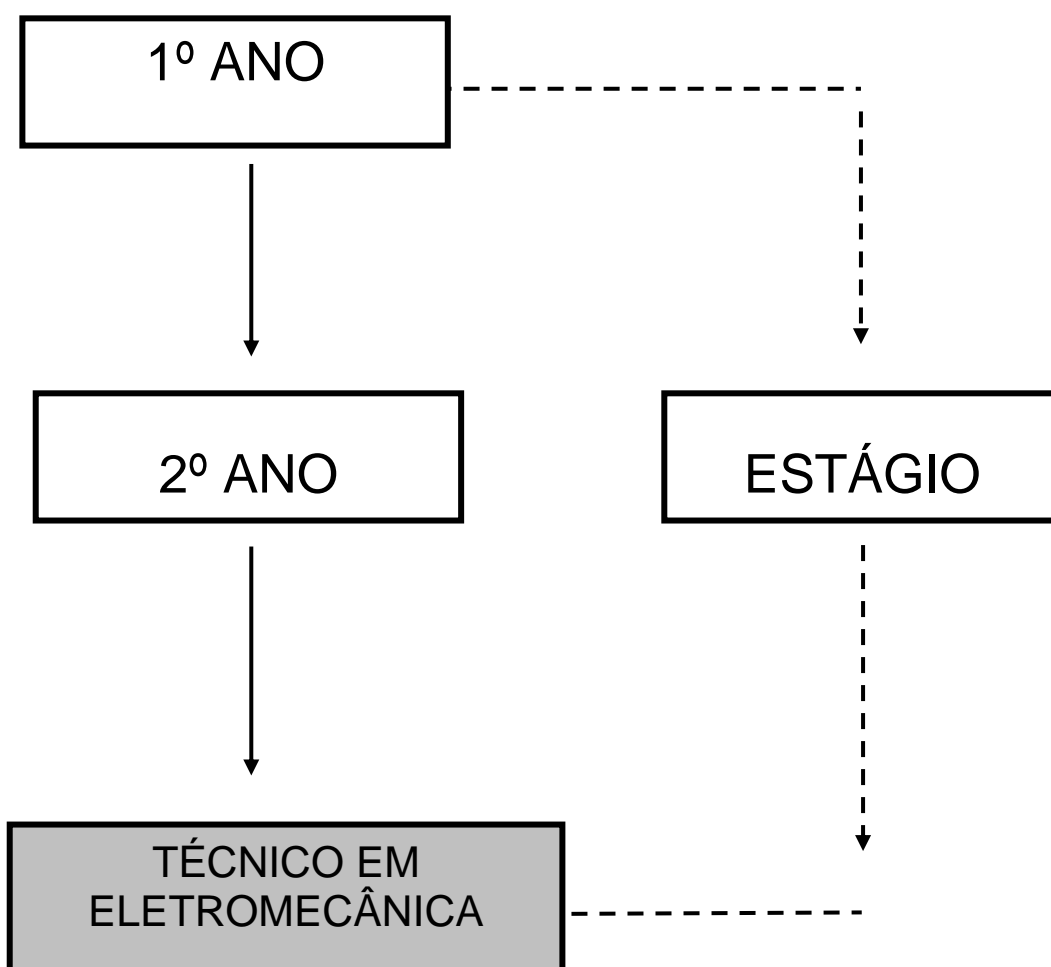 1º ANO
2º ANO
ESTÁGIO
TÉCNICO EM
ELETROMECÂNICA